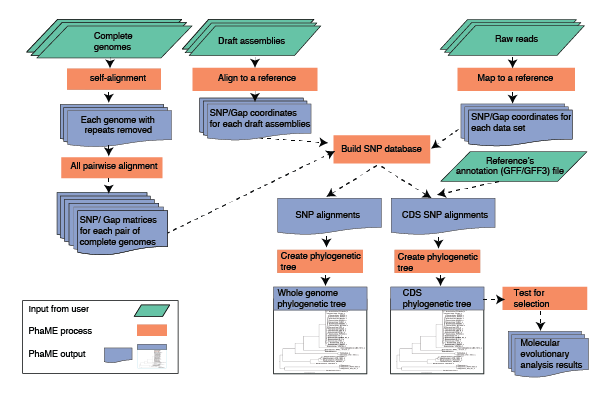 Complete
genomes
Draft assemblies
Raw reads
self-alignment
Align to a reference
Map to a reference
Each genome with
repeats removed
SNP/Gap coordinates
for each draft assemblies
SNP/Gap coordinates for
each data set
Build SNP database
All pairwise alignment
Reference's
annotation (GFF/GFF3) file
SNP/ Gap matrices
for each pair of
complete genomes
SNP alignments
CDS SNP alignments
Create phylogenetic
tree
Create phylogenetic
tree
Whole genome
phylogenetic tree
CDS
phylogenetic tree
Test for
selection
Input from user
PhaME process
PhaME output
Molecular
evolutionary
analysis results